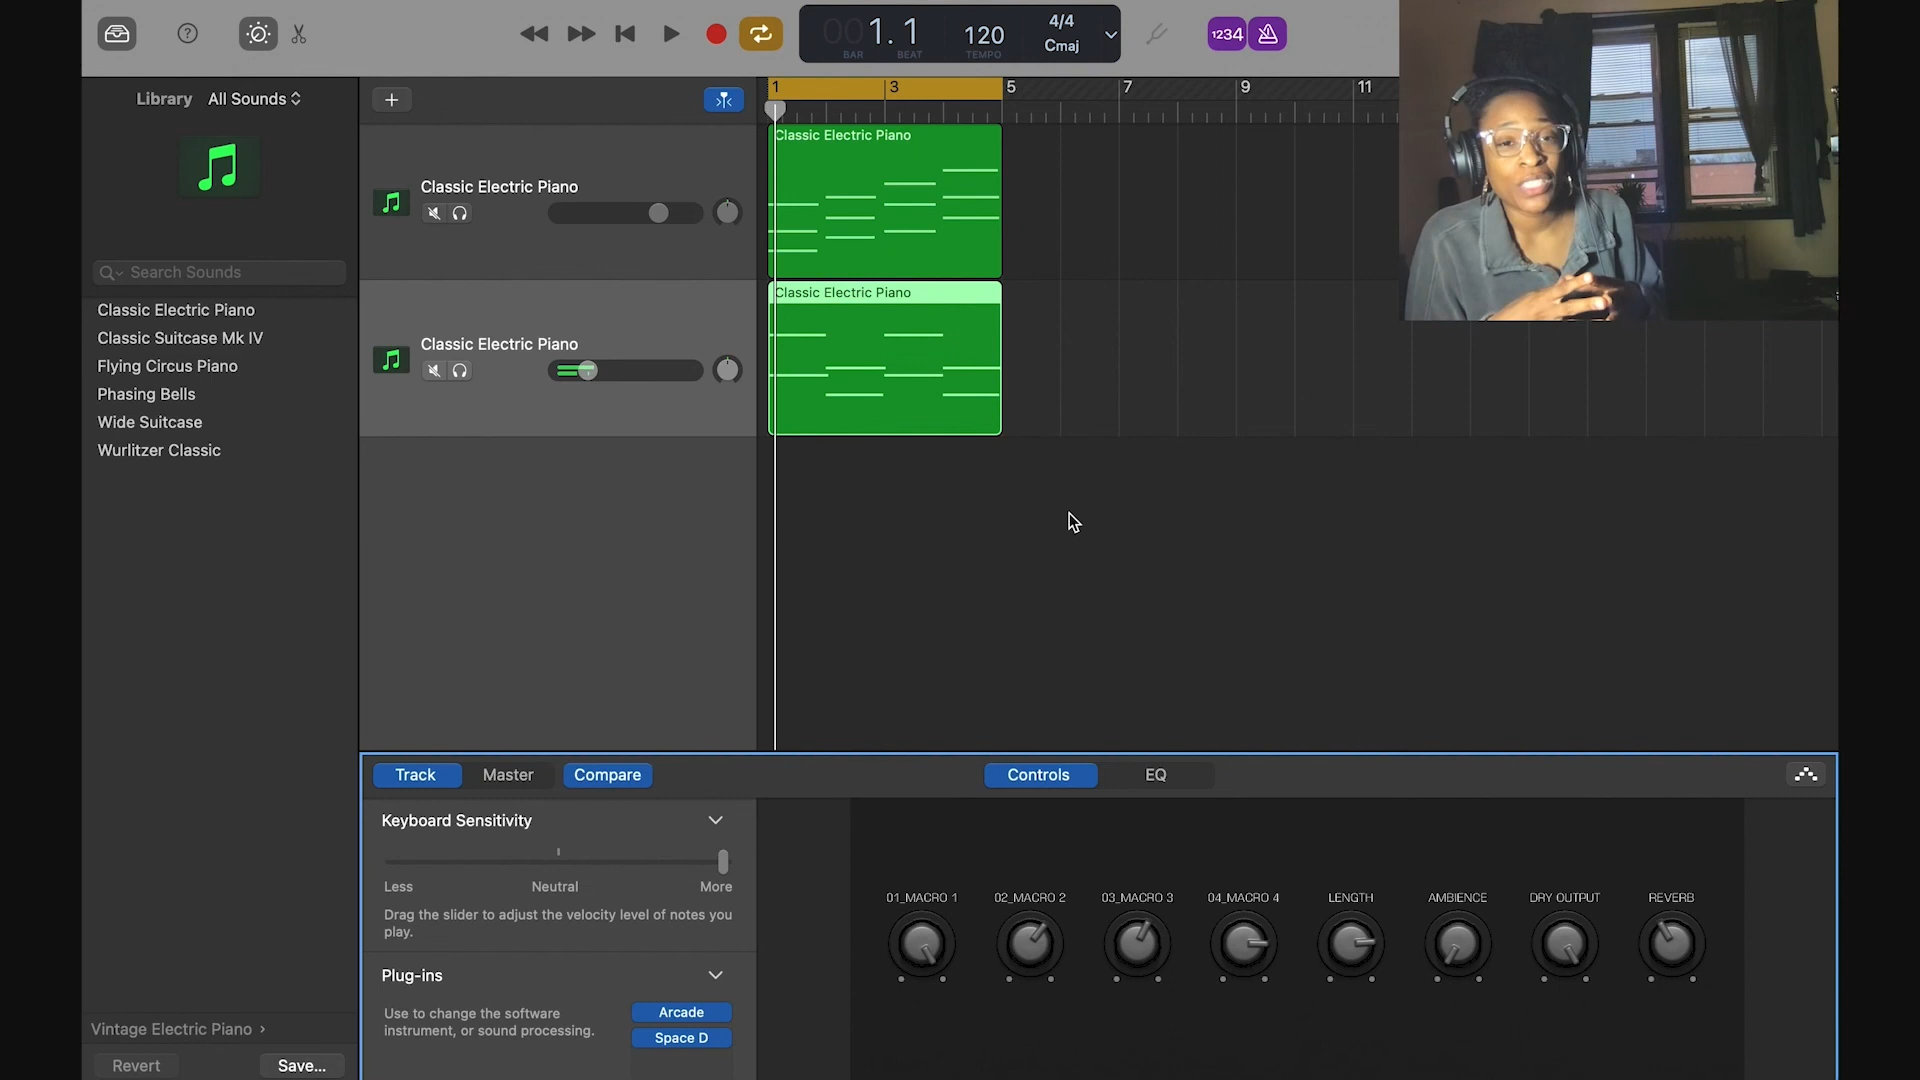 001. 1
BAR
BEAT
120
TEMPO
4/4
Cmaj
1234
Library
All Sounds
1
3
5
7
9
11
Classic Electric Piano
Classic Electric Piano
Search Sounds
Classic Electric Piano
Classic Electric Piano
Classic Electric Piano
Classic Suitcase Mk IV
Flying Circus Piano
Phasing Bells
Wide Suitcase
Wurlitzer Classic
Track
Master
Compare
Controls
EQ
Keyboard Sensitivity
Less
Neutral
More
Drag the slider to adjust the velocity level of notes you
play.
01_MACRO 1
02_MACRO 2
03_MACRO 3
04_MACRO 4
LENGTH
AMBIENCE
DRY OUTPUT
REVERB
Plug-ins
Use to change the software
instrument, or sound processing.
Arcade
Space D
Vintage Electric Piano
Revert
Save...